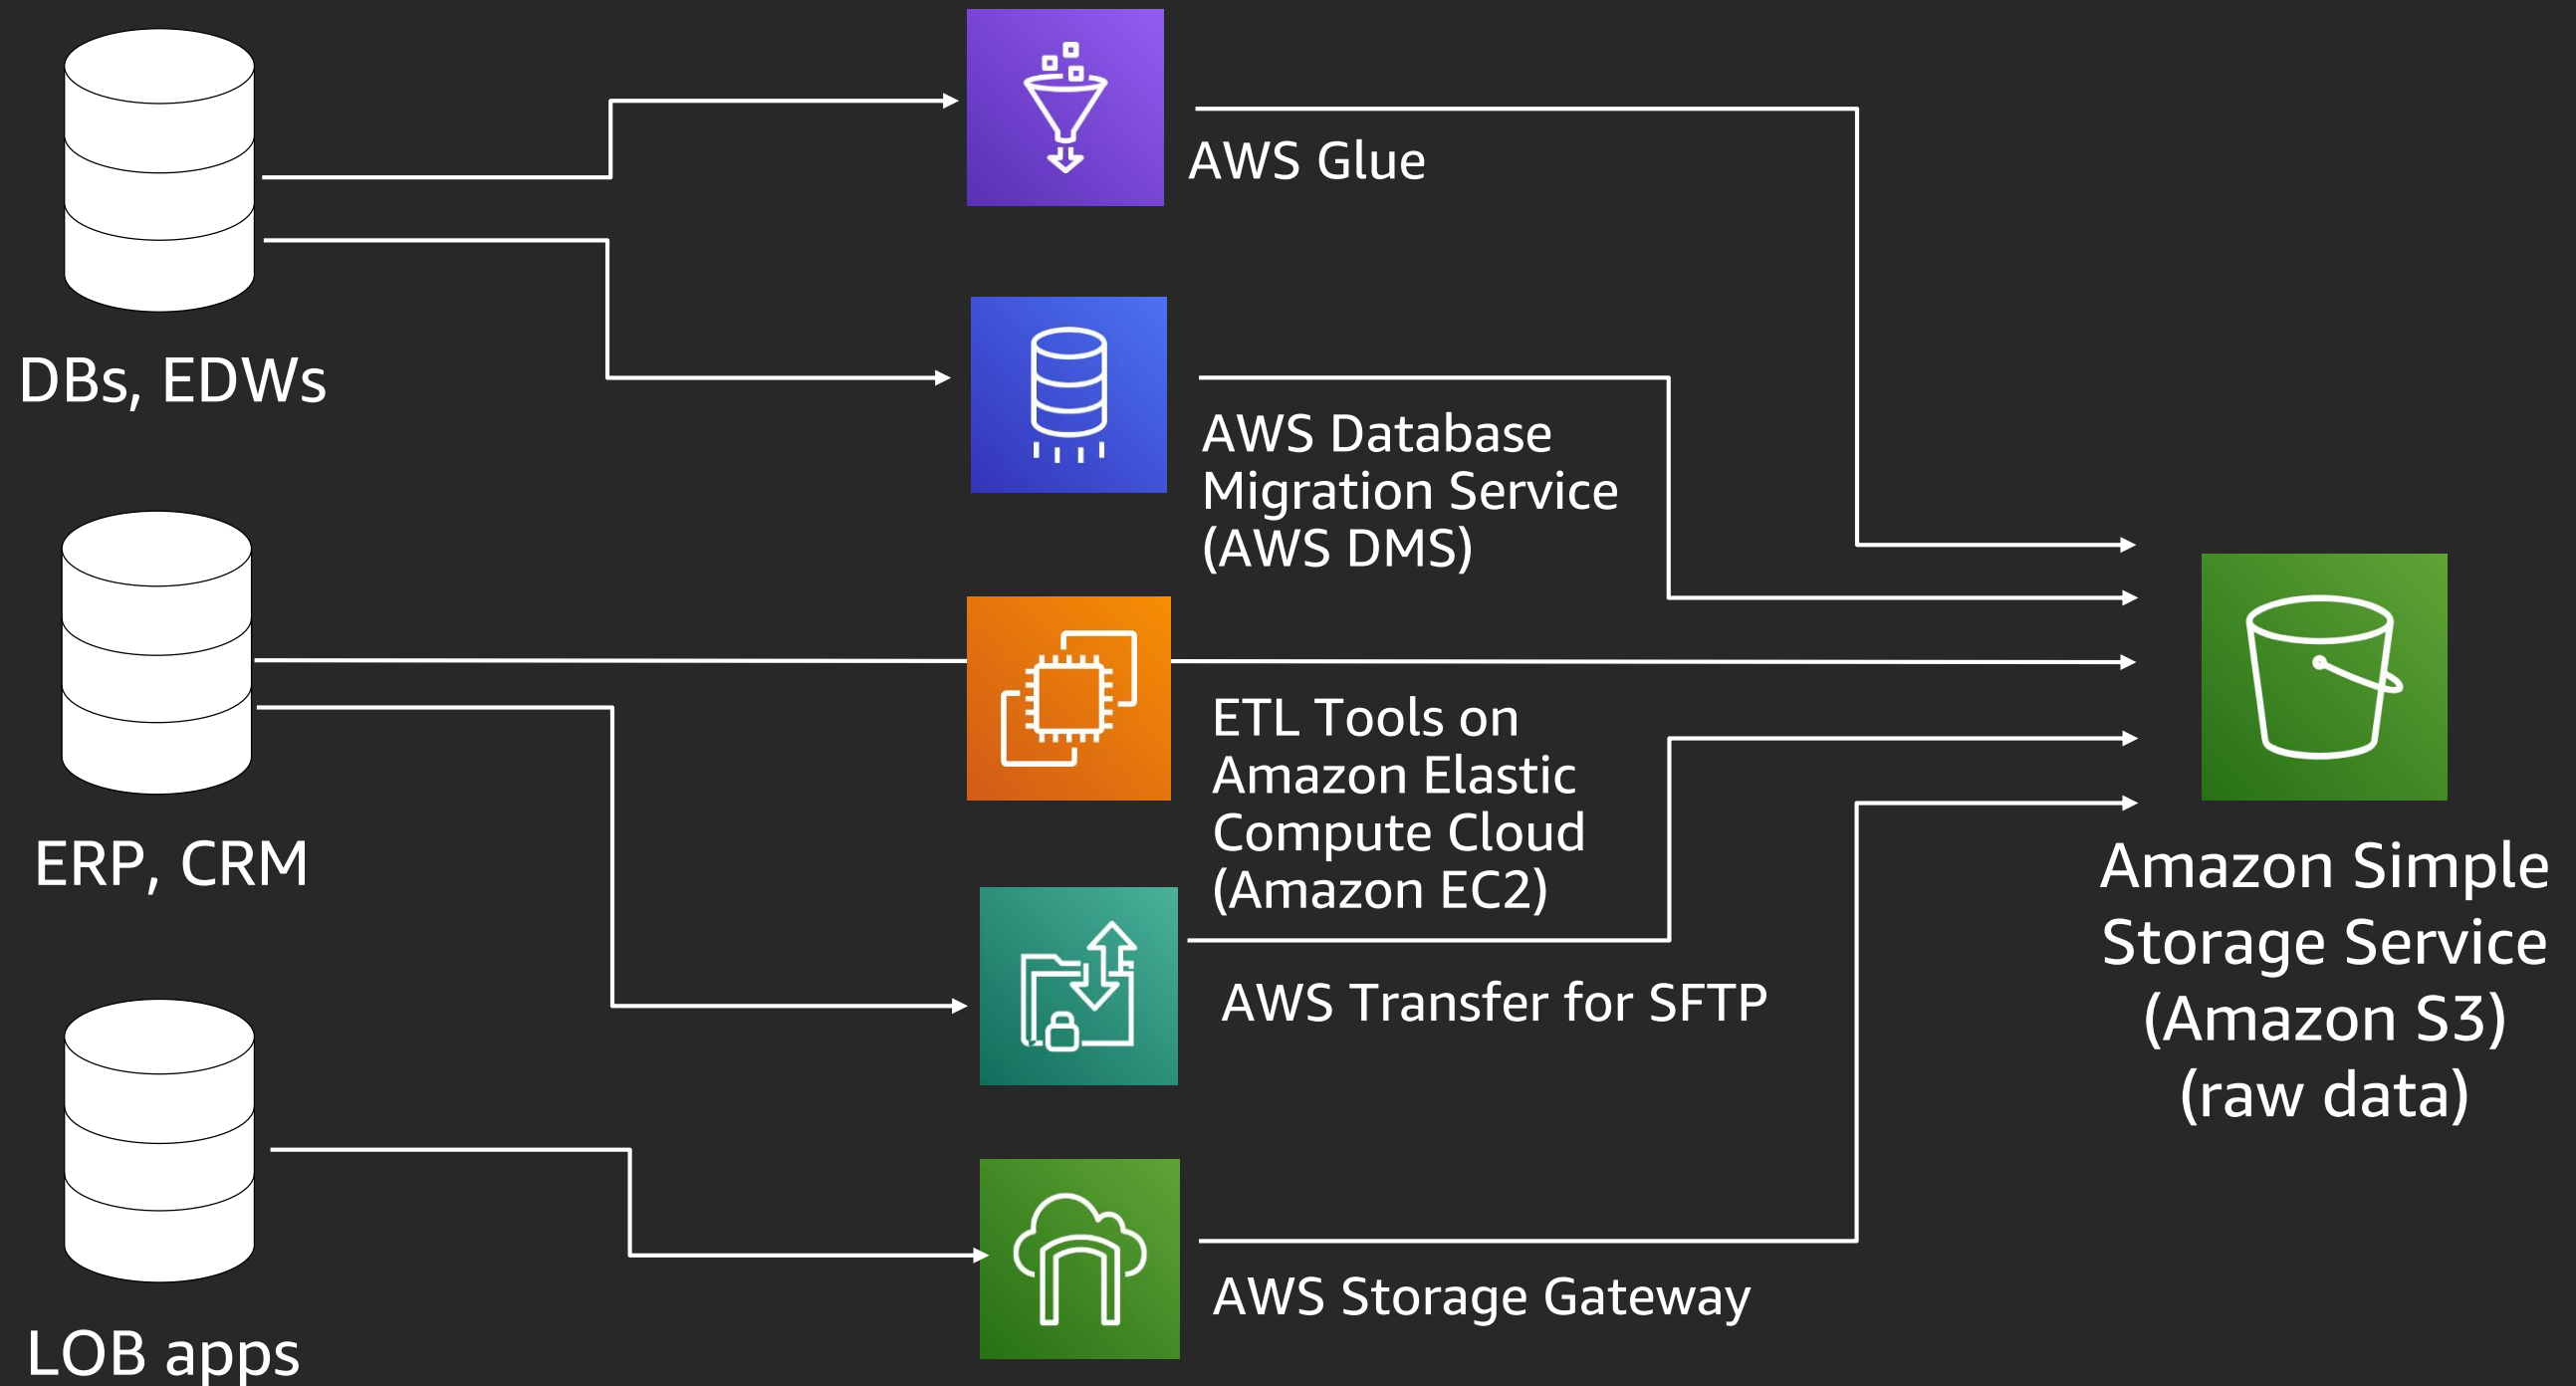 AWS Glue
DBs, EDWs
AWS Database
Migration Service
(AWS DMS)
ERP, CRM
ETL Tools on
Amazon Elastic
Compute Cloud
(Amazon EC2)
AWS Transfer for SFTP
LOB apps
AWS Storage Gateway
Amazon Simple
Storage Service
(Amazon S3)
(raw data)